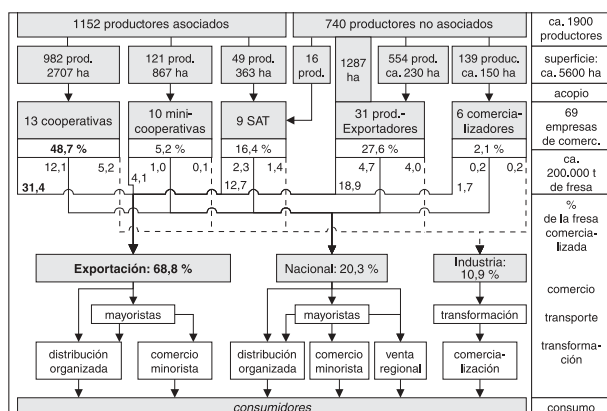 1152 productores asociados
740 productores no asociados
ca. 1900
productores
982 prod.
2707 ha
121 prod.
867 ha
49 prod.
363 ha
16
prod.
1287
ha
554 prod.
ca. 230 ha
139 produc.
ca. 150 ha
superficie:
ca. 5600 ha
acopio
13 cooperativas
10 mini-
cooperativas
9 SAT
31 prod.-
Exportadores
6 comercia-
lizadores
69
empresas
de comerc.
48,7 %
5,2 %
16,4 %
27,6 %
2,1 %
ca.
200.000 t
de fresa
12,1
5,2
1,0
0,1
2,3
1,4
4,7
4,0
0,2
0,2
31,4
4,1
12,7
18,9
1,7
%
de la fresa
comercia-
lizada
Exportación: 68,8 %
Nacional: 20,3 %
Industria:
10,9 %
comercio
mayoristas
mayoristas
transformación
transporte
distribución
organizada
comercio
minorista
distribución
organizada
comercio
minorista
venta
regional
comercia-
lización
transforma-
ción
consumidores
consumo